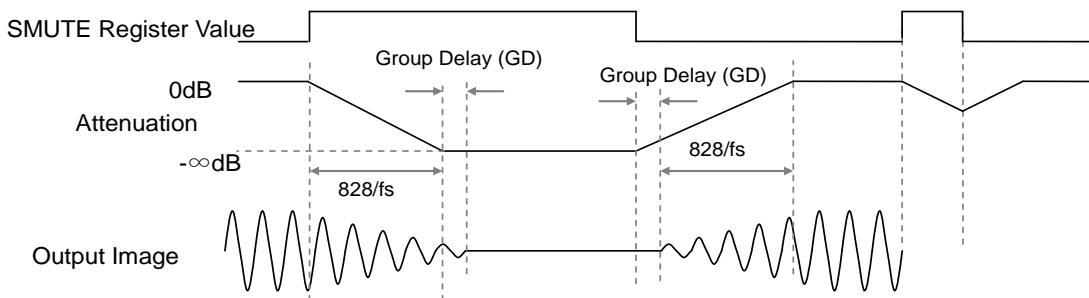 SMUTE Register Value
Group Delay (GD)
Group Delay (GD)
0dB
Attenuation
-∞dB
828/fs
828/fs
Output Image